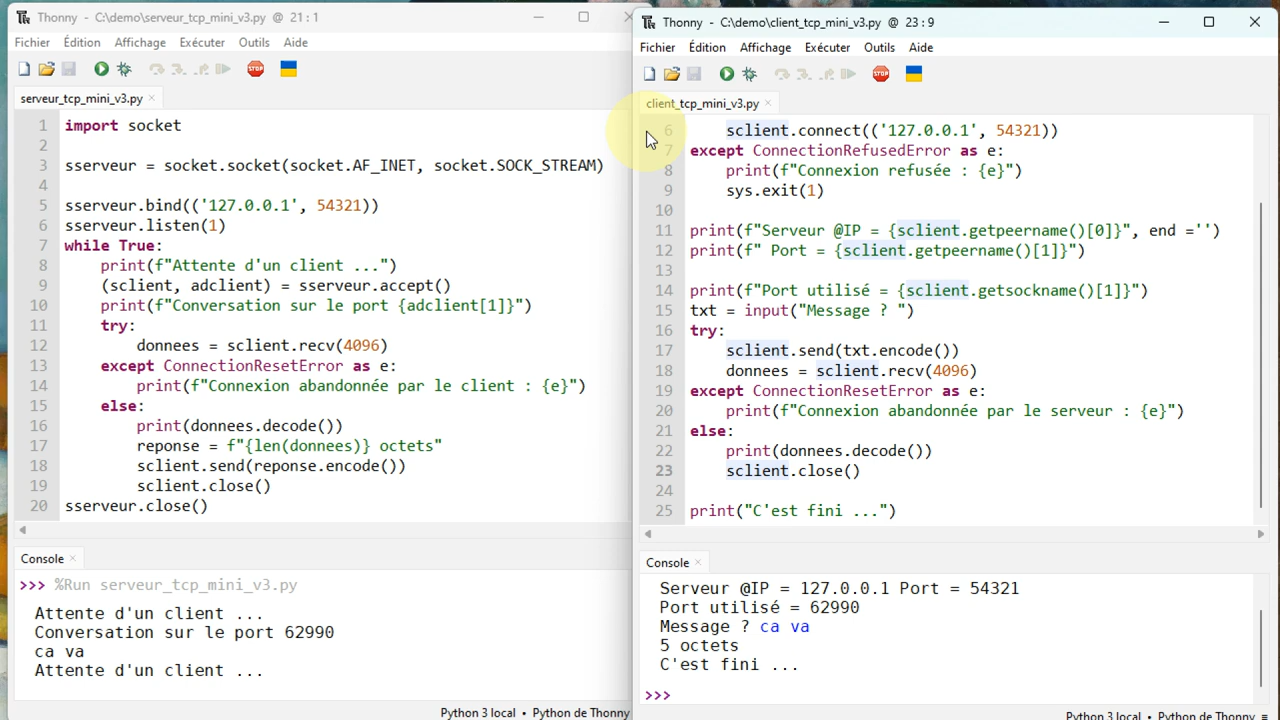 Thonny - C:\demo\serveur_tcp_mini_v3.py @ 21:1
Fichier Édition Affichage Exécuter Outils Aide
STOP
serveur_tcp_mini_v3.py ×
1 import socket
2
3 sserveur = socket.socket(socket.AF_INET, socket.SOCK_STREAM)
4
5 sserveur.bind(('127.0.0.1', 54321))
6 sserveur.listen(1)
7 while True:
8     print(f"Attente d'un client ...")
9     (sclient, adclient) = sserveur.accept()
10     print(f"Conversation sur le port {adclient[1]}")
11     try:
12         donnees = sclient.recv(4096)
13     except ConnectionResetError as e:
14         print(f"Connexion abandonnée par le client : {e}")
15     else:
16         print(donnees.decode())
17         reponse = f"{len(donnees)} octets"
18         sclient.send(reponse.encode())
19         sclient.close()
20 sserveur.close()
Console ×
>>> %Run serveur_tcp_mini_v3.py
Attente d'un client ...
Conversation sur le port 62990
ca va
Attente d'un client ...
Python 3 local • Python de Thonny
Thonny - C:\demo\client_tcp_mini_v3.py @ 23:9
Fichier Édition Affichage Exécuter Outils Aide
STOP
client_tcp_mini_v3.py ×
6     sclient.connect(('127.0.0.1', 54321))
7 except ConnectionRefusedError as e:
8     print(f"Connexion refusée : {e}")
9     sys.exit(1)
10
11 print(f"Serveur @IP = {sclient.getpeername()[0]}", end ='')
12 print(f" Port = {sclient.getpeername()[1]}")
13
14 print(f"Port utilisé = {sclient.getsockname()[1]}")
15 txt = input("Message ? ")
16 try:
17     sclient.send(txt.encode())
18     donnees = sclient.recv(4096)
19 except ConnectionResetError as e:
20     print(f"Connexion abandonnée par le serveur : {e}")
21 else:
22     print(donnees.decode())
23     sclient.close()
24
25 print("C'est fini ...")
Console ×
Serveur @IP = 127.0.0.1 Port = 54321
Port utilisé = 62990
Message ? ca va
5 octets
C'est fini ...
>>>
Python 3 local • Python de Thonny ≡